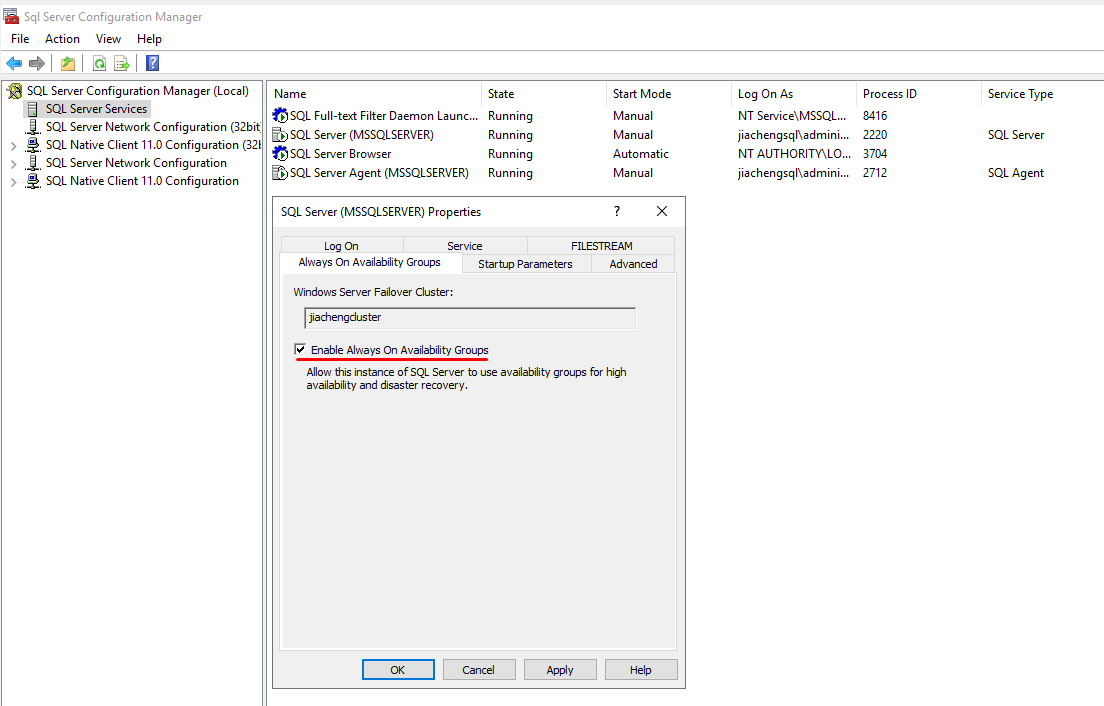 Sql Server Configuration Manager
File Action View Help
SQL Server Configuration Manager (Local)
SQL Server Services
SQL Server Network Configuration (32bit
SQL Native Client 11.0 Configuration (32b
SQL Server Network Configuration
SQL Native Client 11.0 Configuration
Name State Start Mode Log On As Process ID Service Type
SQL Full-text Filter Daemon Launc... Running Manual NT Service\MSSQL... 8416
SQL Server (MSSQLSERVER) Running Manual jiachengsql\admini... 2220 SQL Server
SQL Server Browser Running Automatic NT AUTHORITY\LO... 3704
SQL Server Agent (MSSQLSERVER) Running Manual jiachengsql\admini... 2712 SQL Agent
SQL Server (MSSQLSERVER) Properties ?
Log On Service FILESTREAM
Always On Availability Groups Startup Parameters Advanced
Windows Server Failover Cluster:
jiachengcluster
Enable Always On Availability Groups
Allow this instance of SQL Server to use availability groups for high
availability and disaster recovery.
OK Cancel Apply Help